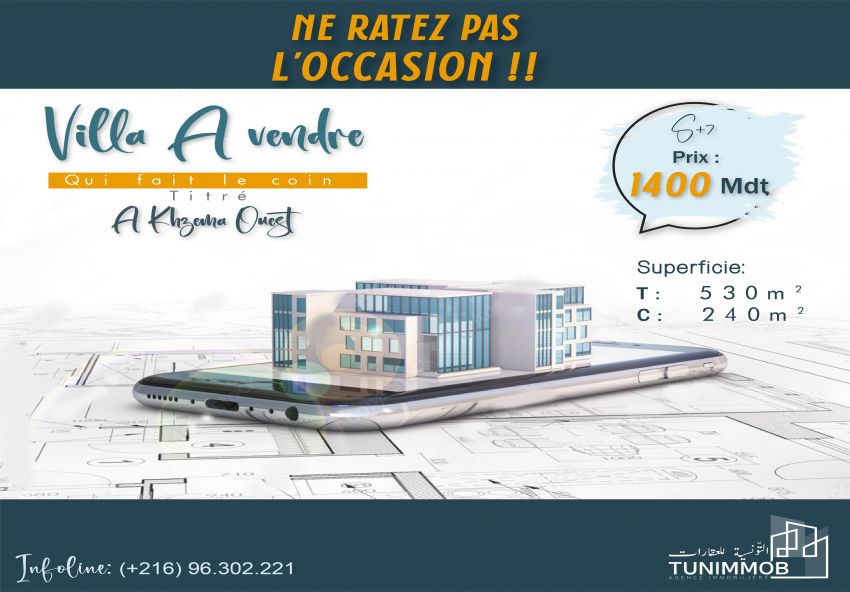 NE RATEZ PAS
L'OCCASION !!
Villa A vendre
Qui fait le coin
Titré
A Khzema Ouest
S+7
Prix :
1400 Mdt
Superficie:
T : 530m²
C : 240m²
Infoline: (+216) 96.302.221
التونسية للعقارات
TUNIMMOB
AGENCE IMMOBILIÈRE